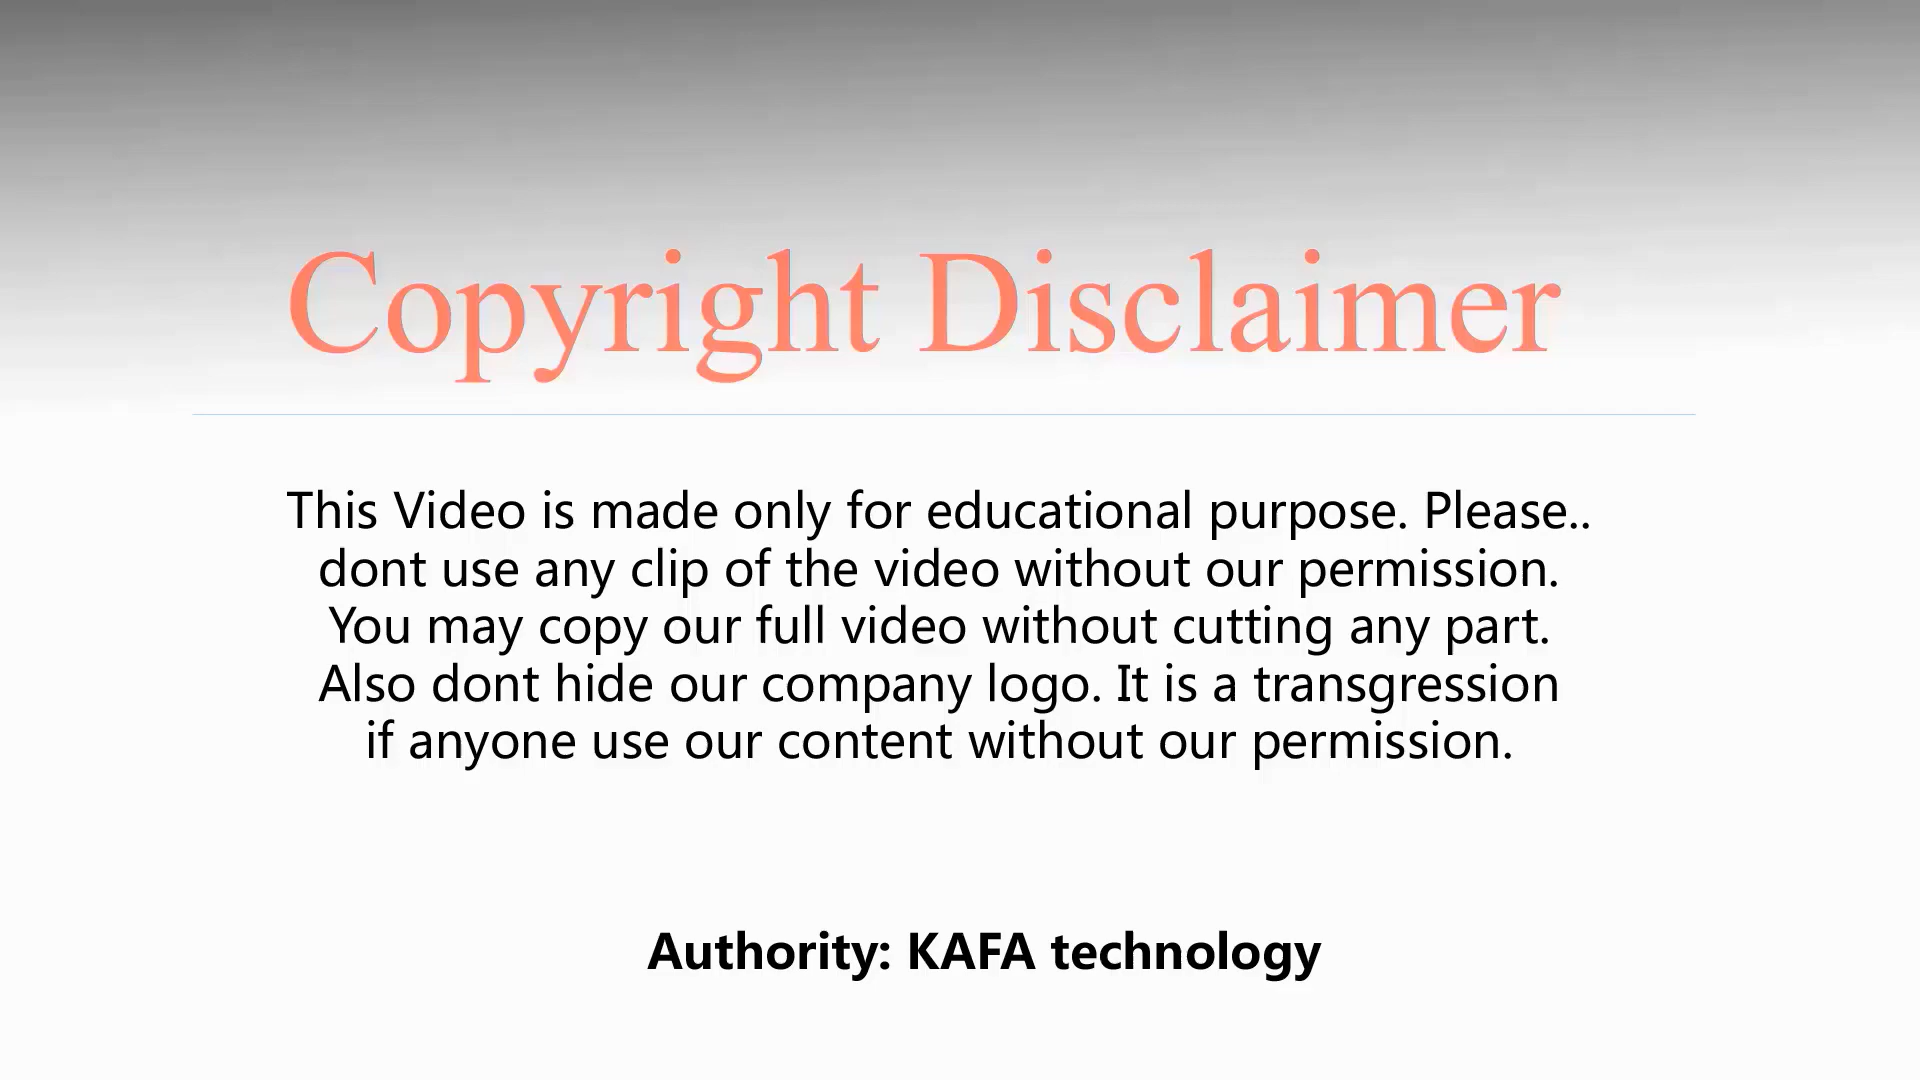 Copyright Disclaimer
This Video is made only for educational purpose. Please..
dont use any clip of the video without our permission.
You may copy our full video without cutting any part.
Also dont hide our company logo. It is a transgression
if anyone use our content without our permission.
Authority: KAFA technology